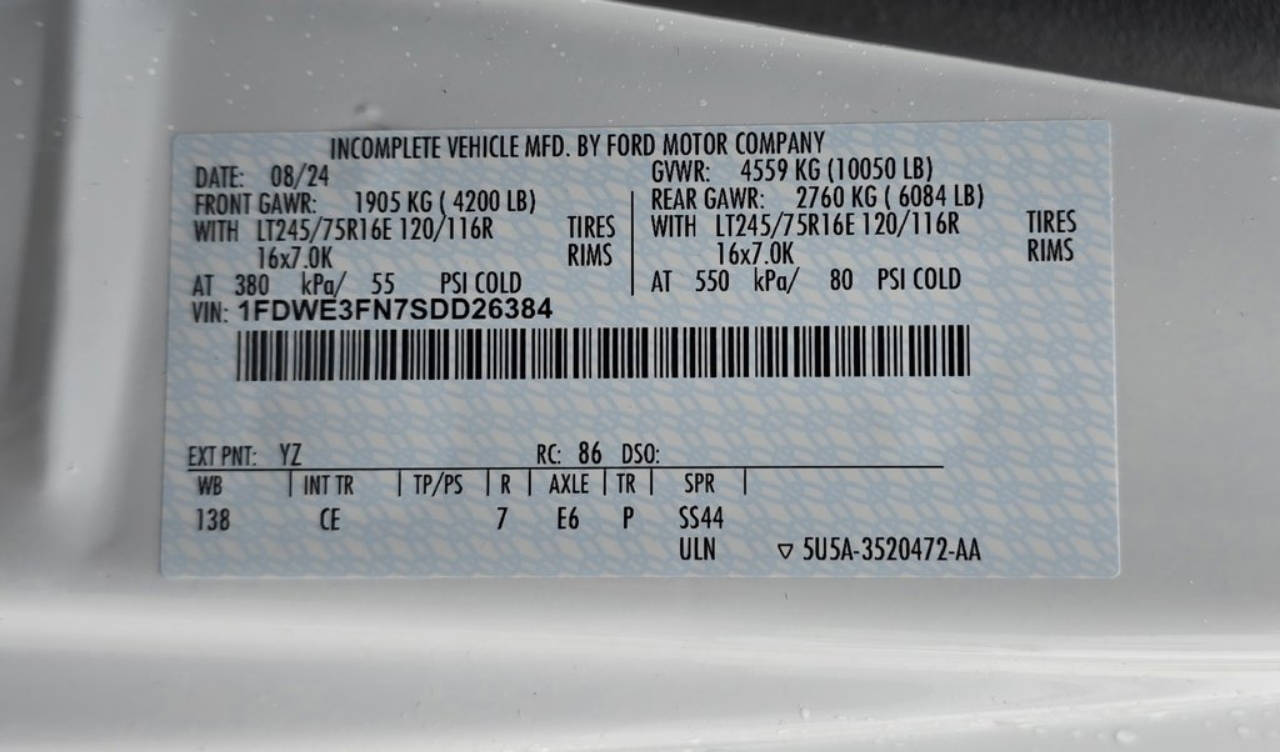 INCOMPLETE VEHICLE MFD. BY FORD MOTOR COMPANY
DATE: 08/24 GVWR: 4559 KG (10050 LB)
FRONT GAWR: 1905 KG ( 4200 LB) REAR GAWR: 2760 KG ( 6084 LB)
WITH LT245/75R16E 120/116R TIRES WITH LT245/75R16E 120/116R TIRES
16x7.0K RIMS 16x7.0K RIMS
AT 380 kPa/ 55 PSI COLD AT 550 kPa/ 80 PSI COLD
VIN: 1FDWE3FN7SDD26384
EXT PNT: YZ RC: 86 DSO:
WB INT TR TP/PS R AXLE TR SPR
138 CE 7 E6 P SS44
ULN ▽ 5U5A-3520472-AA